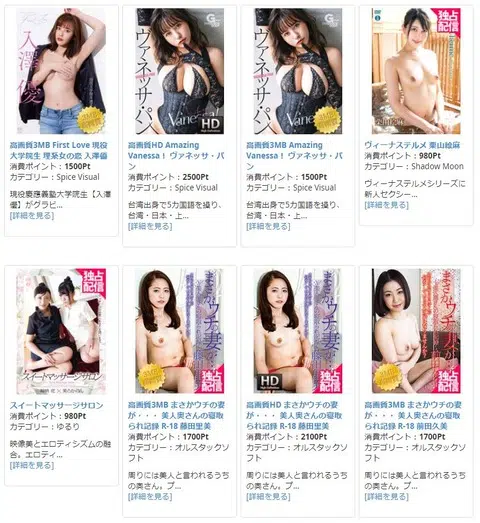 入澤優
高画質3MB First Love 現役
大学院生 理系女の恋 入澤優
消費ポイント：1500Pt
カテゴリー：Spice Visual
現役慶應義塾大学院生【入澤
優】がグラビ...
[詳細を見る]
ヴァネッサ・パン
Vanessa
HD
高画質HD Amazing
Vanessa！ ヴァネッサ・パ
ン
消費ポイント：2500Pt
カテゴリー：Spice Visual
台湾出身で5カ国語を操り、
台湾・日本・上...
[詳細を見る]
ヴァネッサ・パン
Vanessa
高画質3MB Amazing
Vanessa！ ヴァネッサ・パ
ン
消費ポイント：1500Pt
カテゴリー：Spice Visual
台湾出身で5カ国語を操り、
台湾・日本・上...
[詳細を見る]
独占
配信
ヴィーナステルメ 栗山絵麻
消費ポイント：980Pt
カテゴリー：Shadow Moon
ヴィーナステルメシリーズに
新人セクシー...
[詳細を見る]
独占
配信
スイートマッサージサロン
スイートマッサージサロン
消費ポイント：980Pt
カテゴリー：ゆるり
映像美とエロティシズムの融
合。エロティ...
[詳細を見る]
まさかウチの妻が
独占
配信
高画質3MB まさかウチの妻
が・・・ 美人奥さんの寝取
られ記録 R-18 藤田里美
消費ポイント：1700Pt
カテゴリー：オルスタックソ
フト
周りには美人と言われるうち
の奥さん。プ...
[詳細を見る]
まさかウチの妻が
HD
独占
配信
高画質HD まさかウチの妻
が・・・ 美人奥さんの寝取
られ記録 R-18 藤田里美
消費ポイント：2100Pt
カテゴリー：オルスタックソ
フト
周りには美人と言われるうち
の奥さん。プ...
[詳細を見る]
まさかウチの妻が
独占
配信
高画質3MB まさかウチの妻
が・・・ 美人奥さんの寝取
られ記録 R-18 前田久美
消費ポイント：1700Pt
カテゴリー：オルスタックソ
フト
周りには美人と言われるうち
の奥さん。プ...
[詳細を見る]